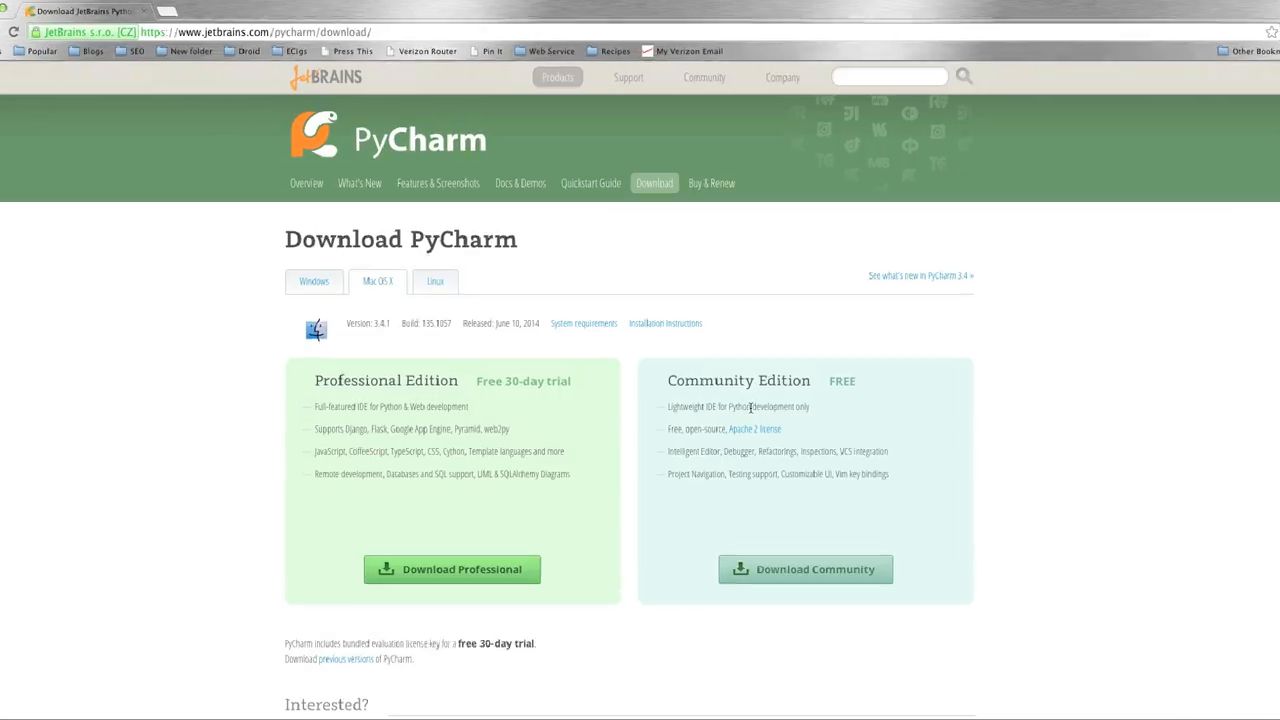 Download JetBrains Pytho
JetBrains s.r.o. [CZ] https://www.jetbrains.com/pycharm/download/
Popular Blogs SEO New folder Droid ECigs Press This Verizon Router Pin It Web Service Recipes My Verizon Email Other Bookm
JetBRAINS Products Support Community Company
PyCharm
Overview What's New Features & Screenshots Docs & Demos Quickstart Guide Download Buy & Renew
Download PyCharm
Windows Mac OS X Linux See what's new in PyCharm 3.4 »
Version: 3.4.1 Build: 135.1057 Released: June 10, 2014 System requirements Installation Instructions
Professional Edition Free 30-day trial
Full-featured IDE for Python & Web development
Supports Django, Flask, Google App Engine, Pyramid, web2py
JavaScript, CoffeeScript, TypeScript, CSS, Cython, Template languages and more
Remote development, Databases and SQL support, UML & SQLAlchemy Diagrams
Download Professional
Community Edition FREE
Lightweight IDE for Python development only
Free, open-source, Apache 2 license
Intelligent Editor, Debugger, Refactorings, Inspections, VCS integration
Project Navigation, Testing support, Customizable UI, Vim key bindings
Download Community
PyCharm includes bundled evaluation license key for a free 30-day trial.
Download previous versions of PyCharm.
Interested?